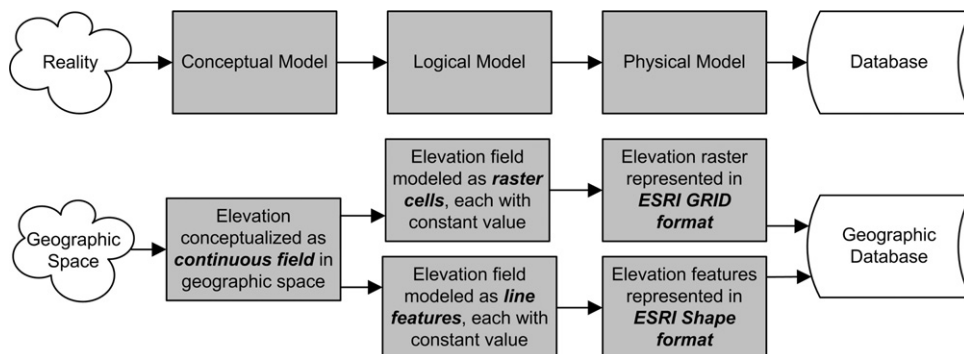 Reality
Conceptual Model
Logical Model
Physical Model
Database
Geographic
Space
Elevation
conceptualized as
continuous field in
geographic space
Elevation field
modeled as raster
cells, each with
constant value
Elevation raster
represented in
ESRI GRID
format
Elevation field
modeled as line
features, each with
constant value
Elevation features
represented in
ESRI Shape
format
Geographic
Database